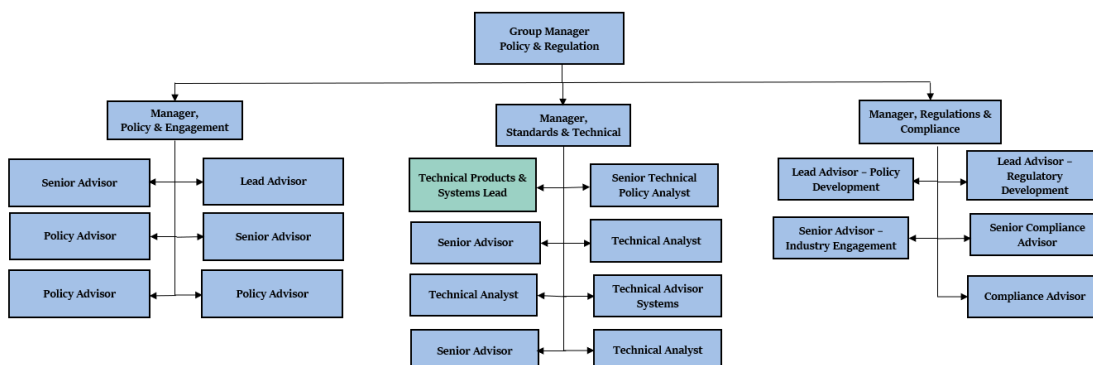 Group Manager
Policy & Regulation
Manager,
Policy & Engagement
Manager,
Standards & Technical
Manager, Regulations &
Compliance
Senior Advisor
Lead Advisor
Policy Advisor
Senior Advisor
Policy Advisor
Policy Advisor
Technical Products &
Systems Lead
Senior Technical
Policy Analyst
Senior Advisor
Technical Analyst
Technical Analyst
Technical Advisor
Systems
Senior Advisor
Technical Analyst
Lead Advisor – Policy
Development
Lead Advisor –
Regulatory
Development
Senior Advisor –
Industry Engagement
Senior Compliance
Advisor
Compliance Advisor